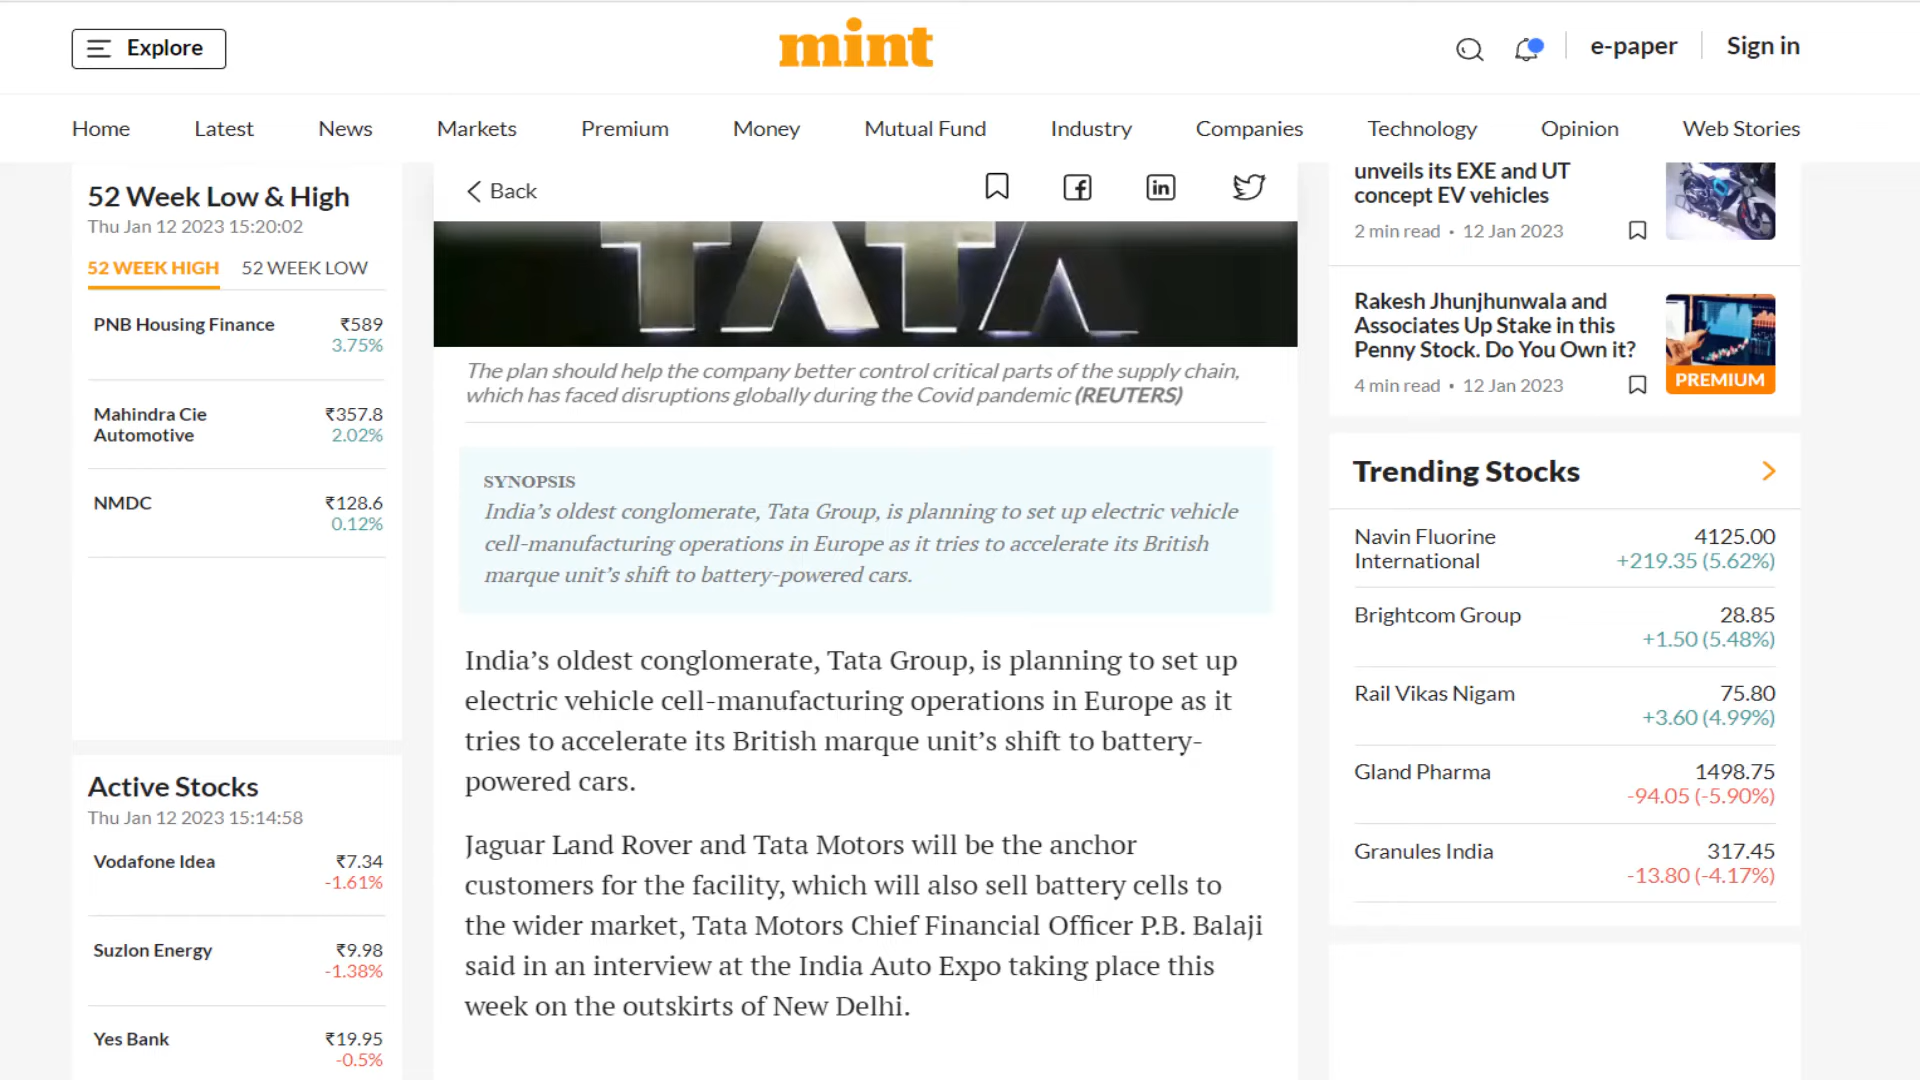 Explore
mint
e-paper
Sign in
Home
Latest
News
Markets
Premium
Money
Mutual Fund
Industry
Companies
Technology
Opinion
Web Stories
52 Week Low & High
Thu Jan 12 2023 15:20:02
52 WEEK HIGH
52 WEEK LOW
PNB Housing Finance
₹589
3.75%
Mahindra Cie
Automotive
₹357.8
2.02%
NMDC
₹128.6
0.12%
Active Stocks
Thu Jan 12 2023 15:14:58
Vodafone Idea
₹7.34
-1.61%
Suzlon Energy
₹9.98
-1.38%
Yes Bank
₹19.95
-0.5%
Back
TATA
The plan should help the company better control critical parts of the supply chain,
which has faced disruptions globally during the Covid pandemic (REUTERS)
SYNOPSIS
India’s oldest conglomerate, Tata Group, is planning to set up electric vehicle
cell-manufacturing operations in Europe as it tries to accelerate its British
marque unit’s shift to battery-powered cars.
India’s oldest conglomerate, Tata Group, is planning to set up
electric vehicle cell-manufacturing operations in Europe as it
tries to accelerate its British marque unit’s shift to battery-
powered cars.
Jaguar Land Rover and Tata Motors will be the anchor
customers for the facility, which will also sell battery cells to
the wider market, Tata Motors Chief Financial Officer P.B. Balaji
said in an interview at the India Auto Expo taking place this
week on the outskirts of New Delhi.
unveils its EXE and UT
concept EV vehicles
2 min read • 12 Jan 2023
Rakesh Jhunjhunwala and
Associates Up Stake in this
Penny Stock. Do You Own it?
4 min read • 12 Jan 2023
PREMIUM
Trending Stocks
Navin Fluorine
International
4125.00
+219.35 (5.62%)
Brightcom Group
28.85
+1.50 (5.48%)
Rail Vikas Nigam
75.80
+3.60 (4.99%)
Gland Pharma
1498.75
-94.05 (-5.90%)
Granules India
317.45
-13.80 (-4.17%)